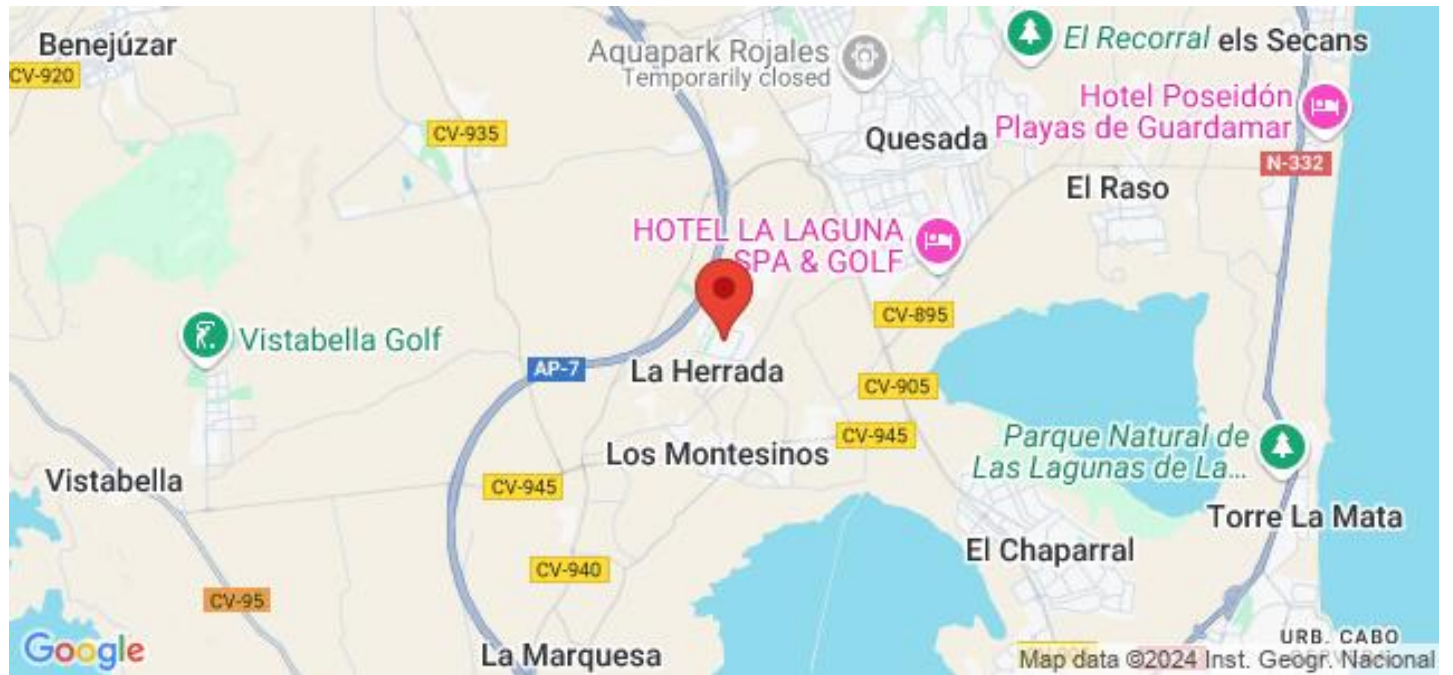 Benejúzar
CV-920
Aquapark Rojales
Temporarily closed
El Recorral
els Secans
Hotel Poseidón
Playas de Guardamar
CV-935
Quesada
N-332
El Raso
HOTEL LA LAGUNA
SPA & GOLF
CV-895
Vistabella Golf
AP-7
La Herrada
CV-905
CV-945
Parque Natural de
Las Lagunas de La...
Los Montesinos
Vistabella
CV-945
Torre La Mata
El Chaparral
CV-940
CV-95
URB. CABO
Google
La Marquesa
Map data ©2024 Inst. Geogr. Nacional